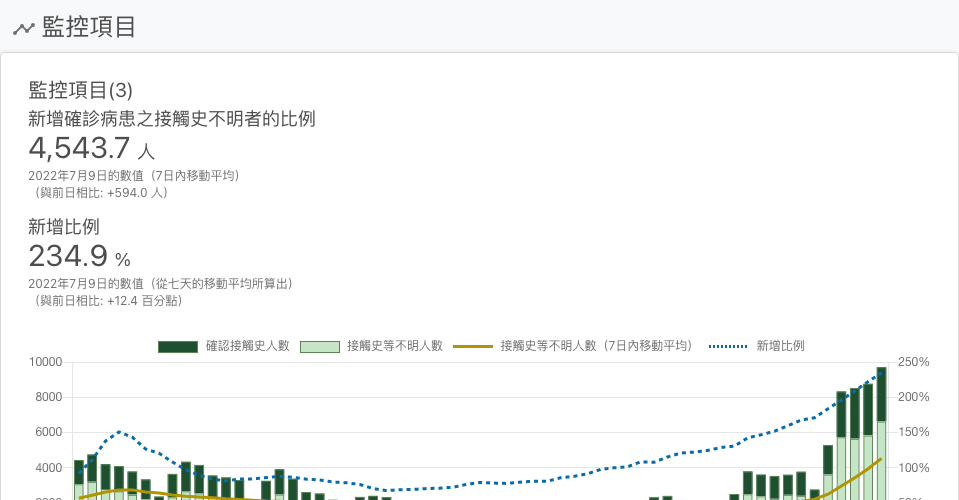 監控項目
監控項目(3)
新增確診病患之接觸史不明者的比例
4,543.7 人
2022年7月9日的數值（7日內移動平均）
（與前日相比: +594.0 人）
新增比例
234.9 %
2022年7月9日的數值（從七天的移動平均所算出）
（與前日相比: +12.4 百分點）
確認接觸史人數 接觸史等不明人數 接觸史等不明人數（7日內移動平均） 新增比例
10000 250%
8000 200%
6000 150%
4000 100%